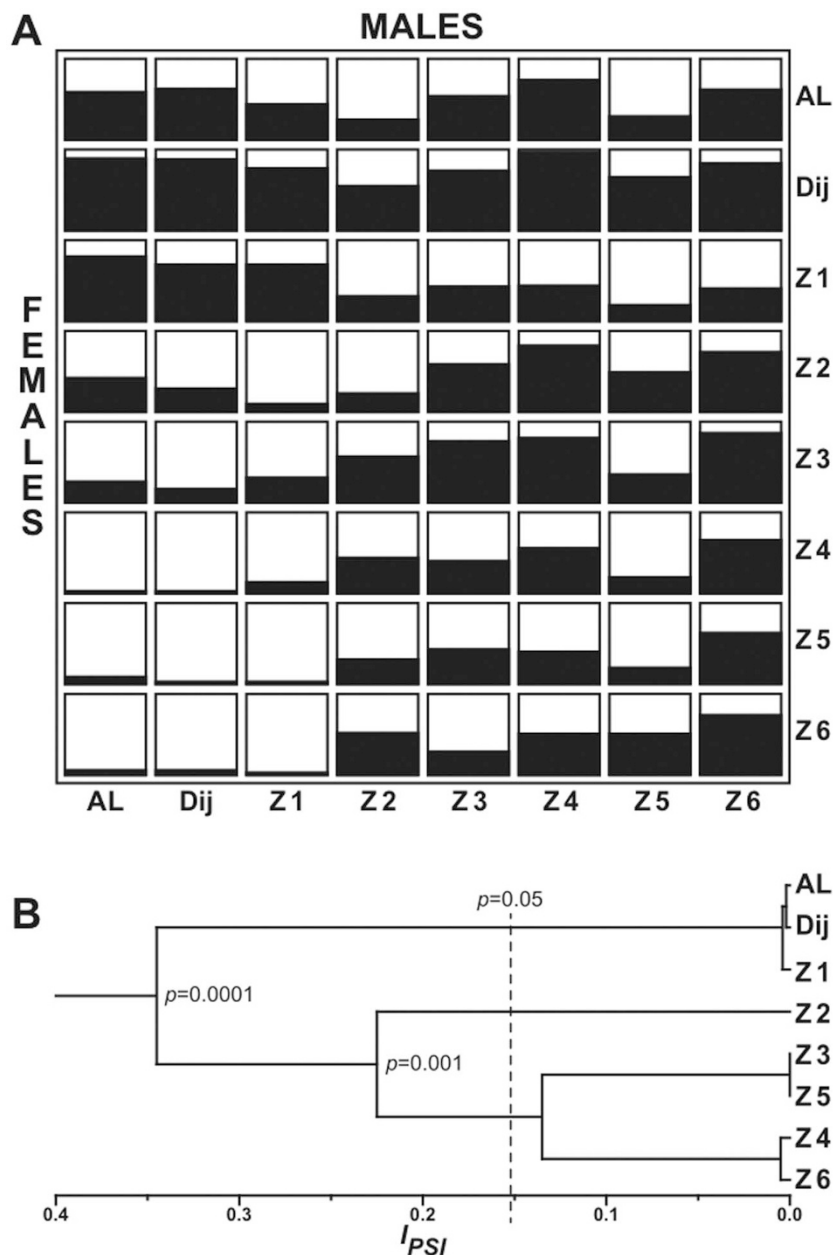 A
MALES
AL
Dij
Z1
Z2
Z3
Z4
Z5
Z6
FEMALES
AL Dij Z1 Z2 Z3 Z4 Z5 Z6
B
p=0.05
p=0.0001
p=0.001
AL
Dij
Z1
Z2
Z3
Z5
Z4
Z6
0.4 0.3 0.2 0.1 0.0
IPSI